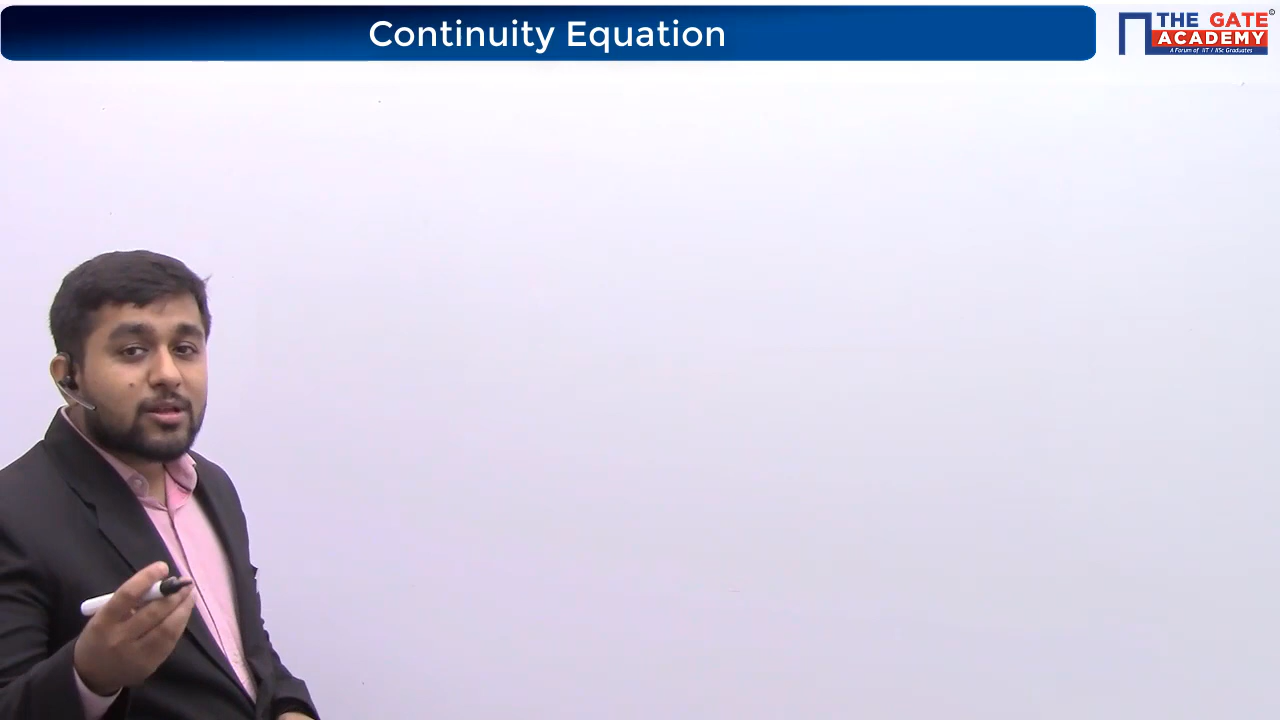 Continuity Equation
THE GATE
©
ACADEMY
A Forum of IIT / IISc Graduates